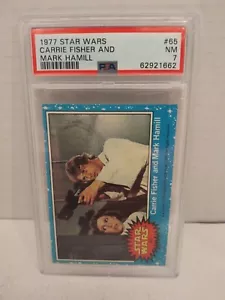 1977 STAR WARS #65
CARRIE FISHER AND NM
MARK HAMILL 7
PSA 62921662
Carrie Fisher and Mark Hamill
STAR
WARS